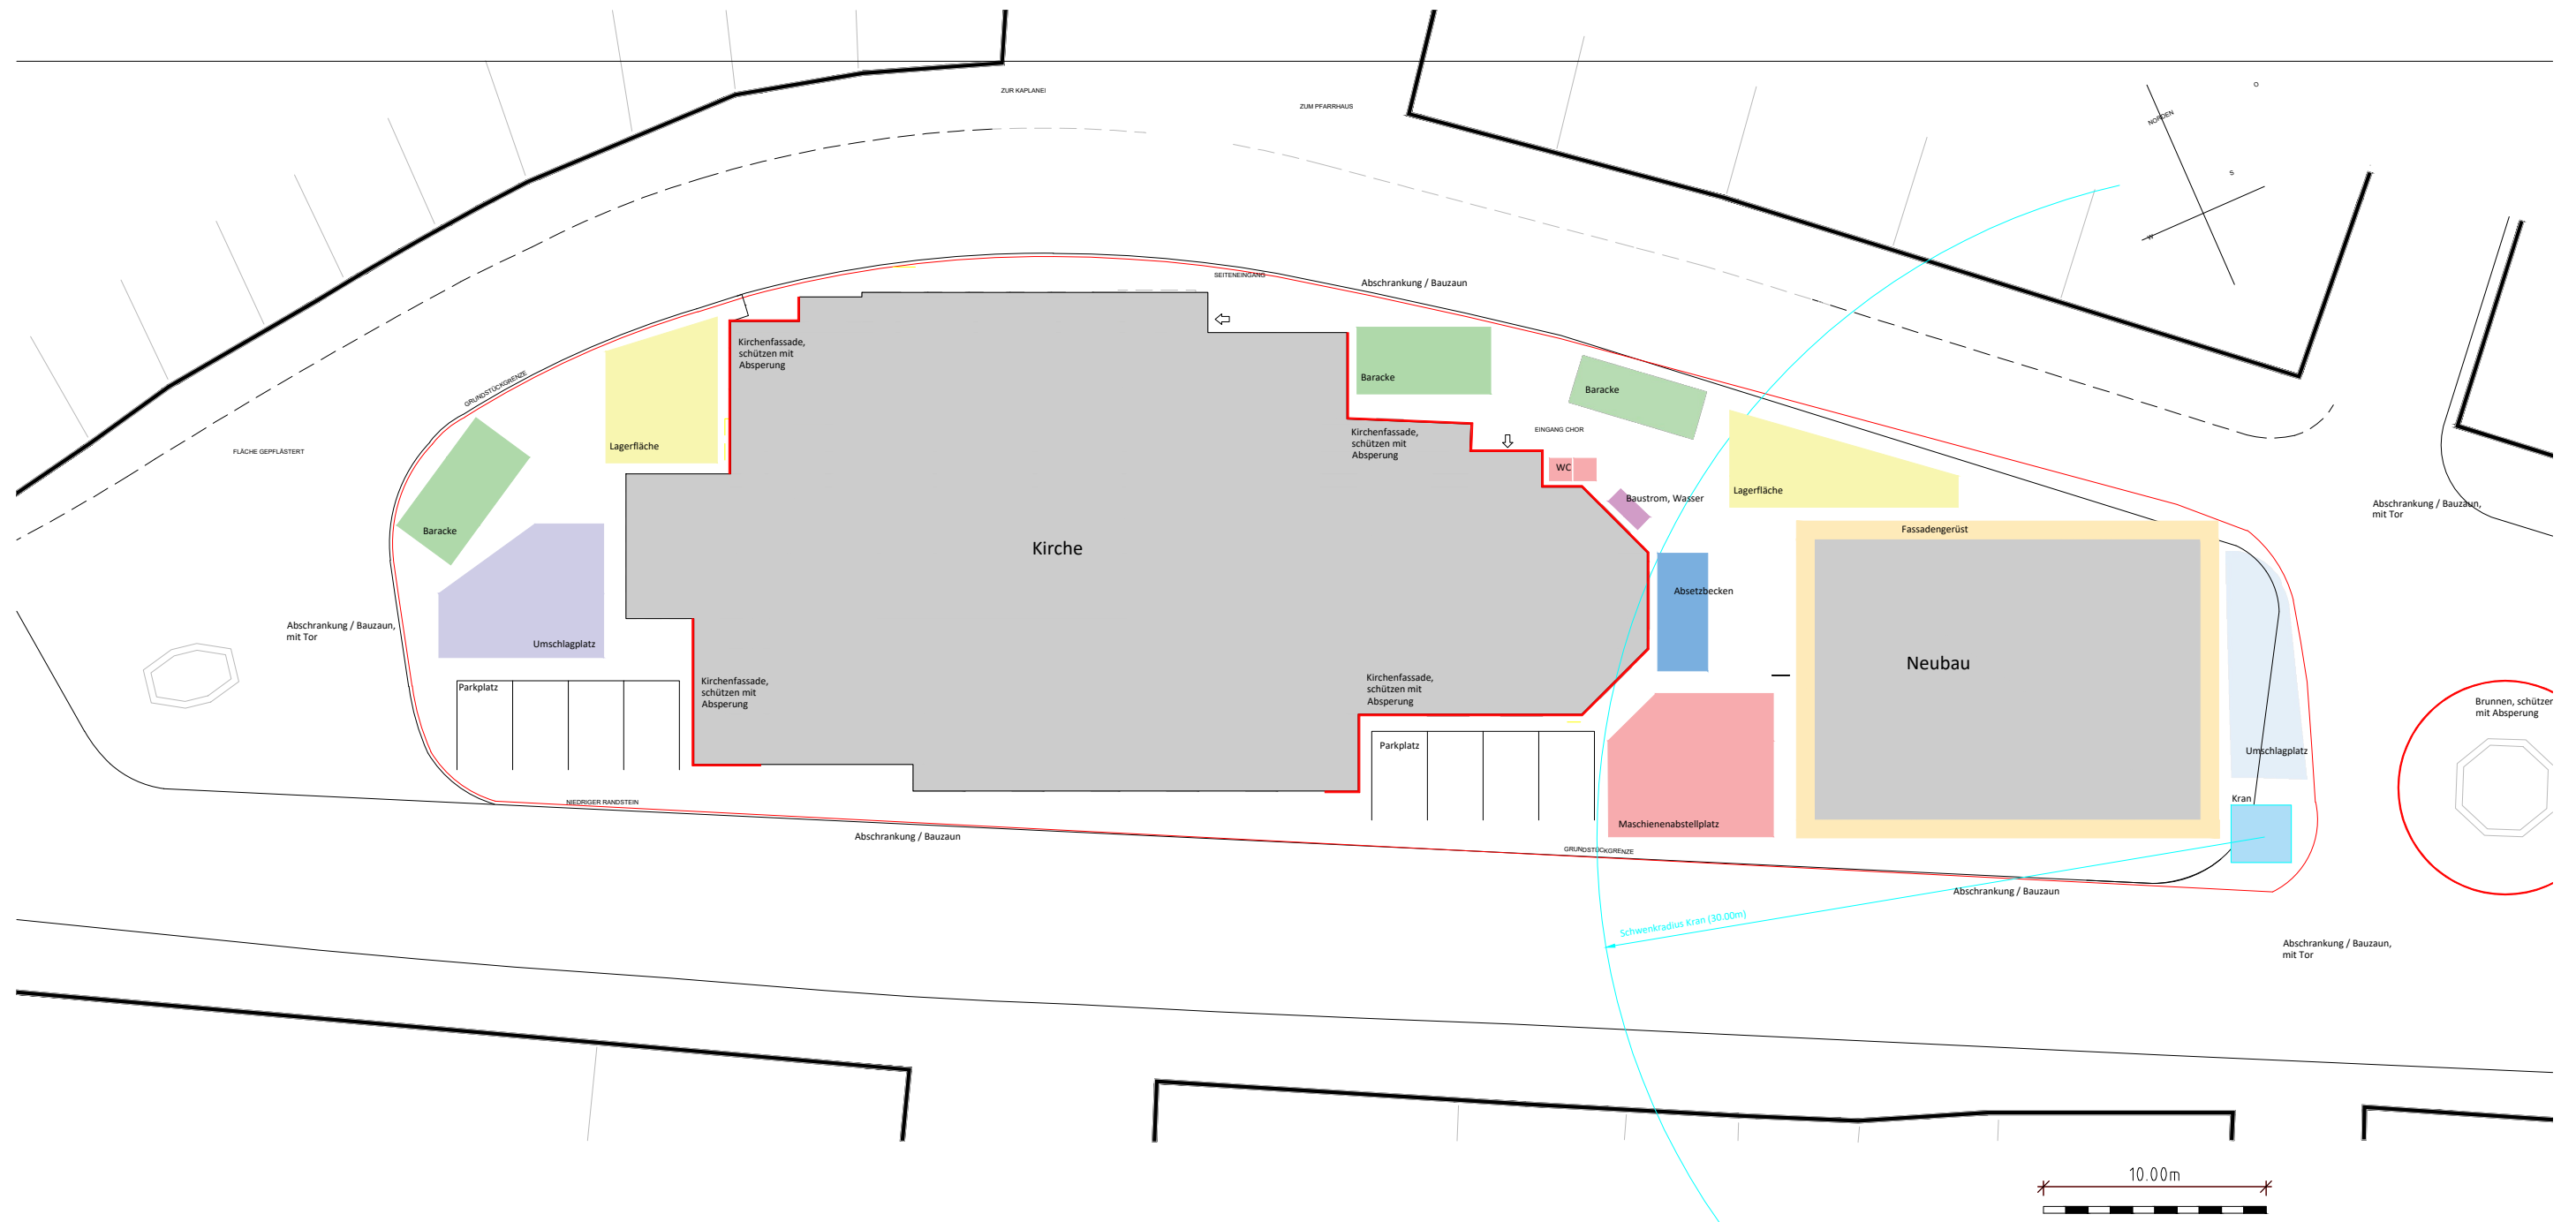 ZUR KAPLANEI
ZUM PFARRHAUS
O
NORDEN
S
W
SEITENEINGANG
Abschrankung / Bauzaun
Kirchenfassade,
schützen mit
Absperung
Baracke
Baracke
GRUNDSTÜCKGRENZE
Lagerfläche
FLÄCHE GEPFLÄSTERT
Kirchenfassade,
schützen mit
Absperung
EINGANG CHOR
WC
Baustrom, Wasser
Lagerfläche
Abschrankung / Bauzaun,
mit Tor
Baracke
Fassadengerüst
Kirche
Absetzbecken
Abschrankung / Bauzaun,
mit Tor
Umschlagplatz
Neubau
Parkplatz
Kirchenfassade,
schützen mit
Absperung
Kirchenfassade,
schützen mit
Absperung
Brunnen, schützen
mit Absperung
Parkplatz
Umschlagplatz
NIEDRIGER RANDSTEIN
Kran
Maschienenabstellplatz
Abschrankung / Bauzaun
GRUNDSTÜCKGRENZE
Abschrankung / Bauzaun
Schwenkradius Kran (30.00m)
Abschrankung / Bauzaun,
mit Tor
10.00m